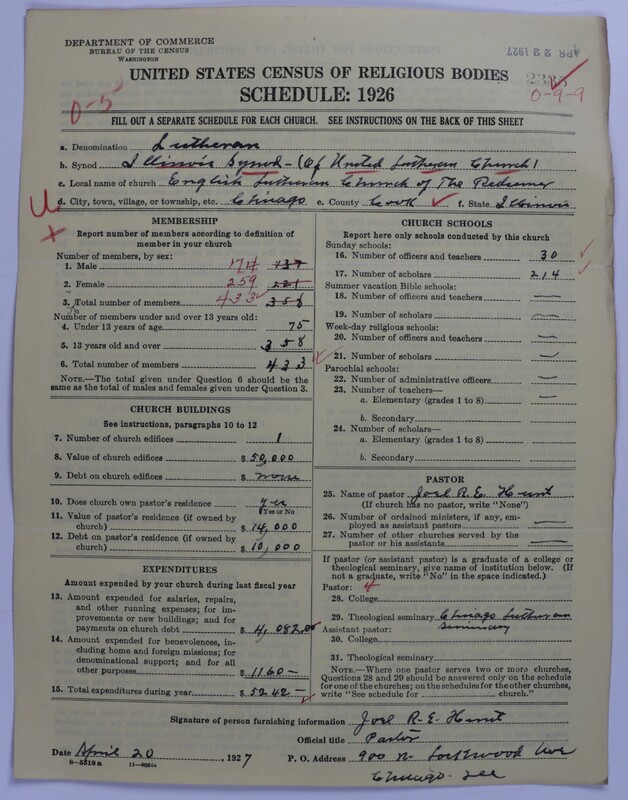 DEPARTMENT OF COMMERCE
BUREAU OF THE CENSUS
WASHINGTON
APR 22 1927
UNITED STATES CENSUS OF RELIGIOUS BODIES
SCHEDULE: 1926
0-5
0-9-9
FILL OUT A SEPARATE SCHEDULE FOR EACH CHURCH. SEE INSTRUCTIONS ON THE BACK OF THIS SHEET
a. Denomination Lutheran
b. Synod Illinois Synod - (Of United Lutheran Church)
c. Local name of church English Lutheran Church of The Redeemer
d. City, town, village, or township, etc. Chicago e. County Cook f. State Illinois
U
MEMBERSHIP
Report number of members according to definition of
member in your church
Number of members, by sex:
1. Male 174 137
2. Female 259 221
3. Total number of members 433 358
Number of members under and over 13 years old:
4. Under 13 years of age 75
5. 13 years old and over 358
6. Total number of members 433
NOTE.—The total given under Question 6 should be the
same as the total of males and females given under Question 3.
CHURCH BUILDINGS
See instructions, paragraphs 10 to 12
7. Number of church edifices 1
8. Value of church edifices $ 50,000
9. Debt on church edifices $ none
10. Does church own pastor's residence yes
Yes or No
11. Value of pastor's residence (if owned by
church) $ 14,000
12. Debt on pastor's residence (if owned by
church) $ 10,000
EXPENDITURES
Amount expended by your church during last fiscal year
13. Amount expended for salaries, repairs,
and other running expenses; for im-
provements or new buildings; and for
payments on church debt $ 4,082.00
14. Amount expended for benevolences, in-
cluding home and foreign missions; for
denominational support; and for all
other purposes $ 1160 —
15. Total expenditures during year $ 5242 —
CHURCH SCHOOLS
Report here only schools conducted by this church
Sunday schools:
16. Number of officers and teachers 30
17. Number of scholars 214
Summer vacation Bible schools:
18. Number of officers and teachers —
19. Number of scholars —
Week-day religious schools:
20. Number of officers and teachers —
21. Number of scholars —
Parochial schools:
22. Number of administrative officers —
23. Number of teachers—
a. Elementary (grades 1 to 8) —
b. Secondary
24. Number of scholars—
a. Elementary (grades 1 to 8)
b. Secondary
PASTOR
25. Name of pastor Joel R.E. Hunt
(If church has no pastor, write "None")
26. Number of ordained ministers, if any, em-
ployed as assistant pastors —
27. Number of other churches served by the
pastor or his assistants —
If pastor (or assistant pastor) is a graduate of a college or
theological seminary, give name of institution below. (If
not a graduate, write "No" in the space indicated.)
Pastor: 4
28. College
29. Theological seminary Chicago Lutheran
Seminary
Assistant pastor:
30. College
31. Theological seminary
NOTE.—Where one pastor serves two or more churches,
Questions 28 and 29 should be answered only on the schedule
for one of the churches; on the schedules for the other churches,
write "See schedule for church."
Signature of person furnishing information Joel R.E. Hunt
Official title Pastor
Date April 20, 1927 P. O. Address 900 N. Lockwood Ave
Chicago Ill
8—5319 a